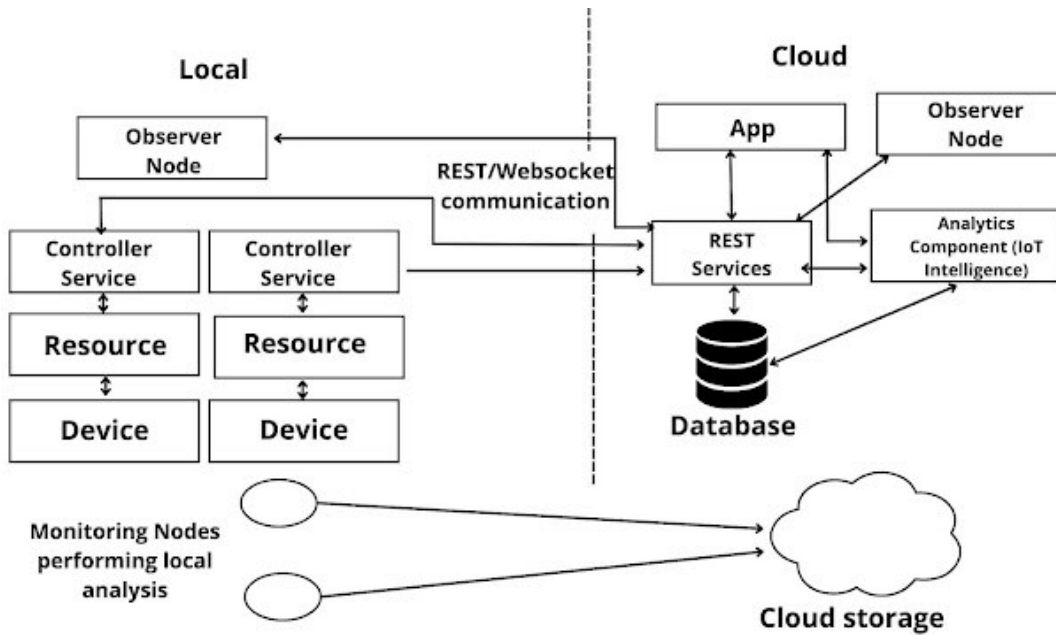 Local
Cloud
Observer
Node
App
Observer
Node
REST/Websocket
communication
Controller
Service
Controller
Service
REST
Services
Analytics
Component (IoT
Intelligence)
Resource
Resource
Device
Device
Database
Monitoring Nodes
performing local
analysis
Cloud storage